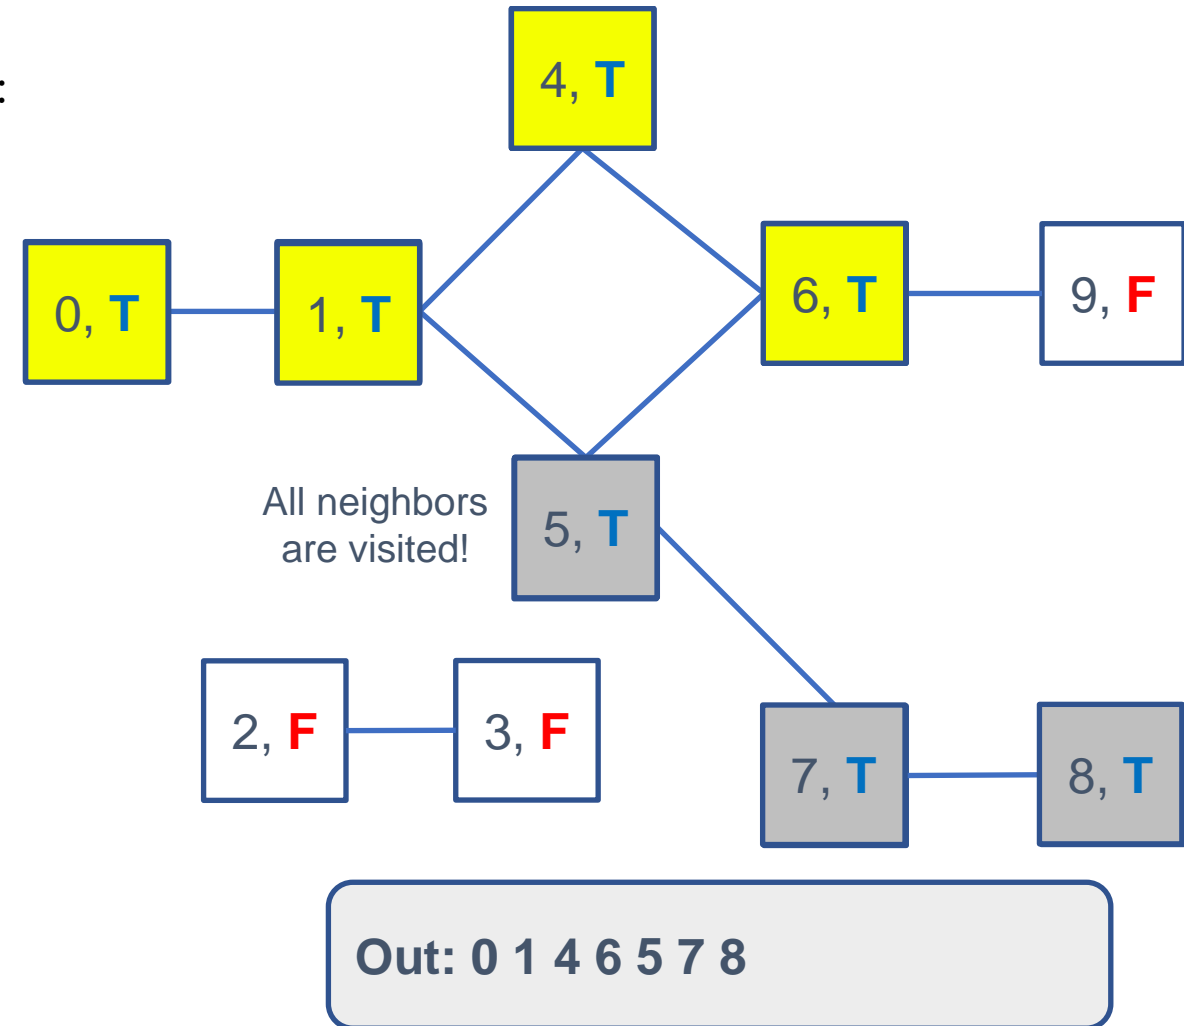 :
4, T
0, T
1, T
6, T
9, F
All neighbors
are visited!
5, T
2, F
3, F
7, T
8, T
Out: 0 1 4 6 5 7 8